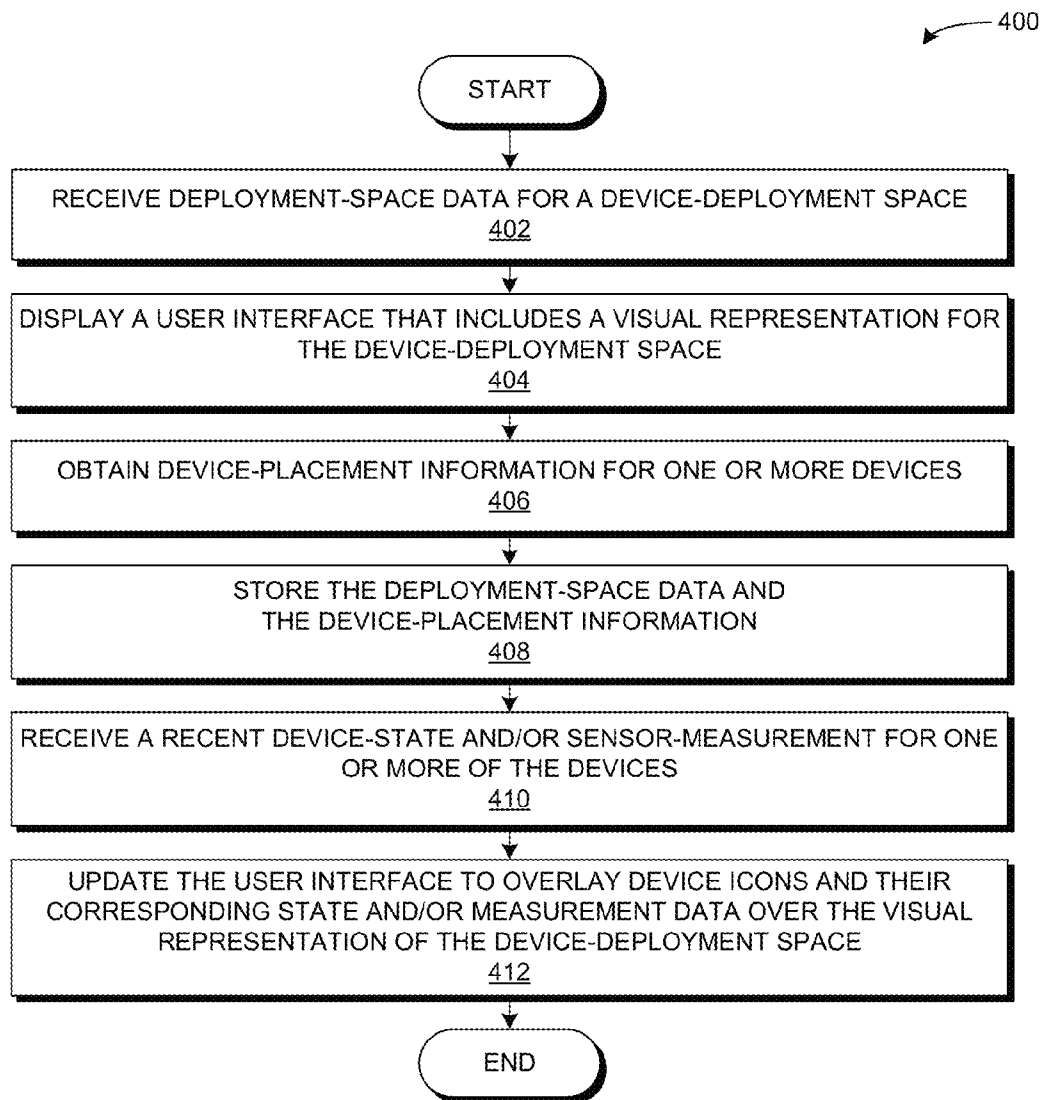 400
START
RECEIVE DEPLOYMENT-SPACE DATA FOR A DEVICE-DEPLOYMENT SPACE
402
DISPLAY A USER INTERFACE THAT INCLUDES A VISUAL REPRESENTATION FOR
THE DEVICE-DEPLOYMENT SPACE
404
OBTAIN DEVICE-PLACEMENT INFORMATION FOR ONE OR MORE DEVICES
406
STORE THE DEPLOYMENT-SPACE DATA AND
THE DEVICE-PLACEMENT INFORMATION
408
RECEIVE A RECENT DEVICE-STATE AND/OR SENSOR-MEASUREMENT FOR ONE
OR MORE OF THE DEVICES
410
UPDATE THE USER INTERFACE TO OVERLAY DEVICE ICONS AND THEIR
CORRESPONDING STATE AND/OR MEASUREMENT DATA OVER THE VISUAL
REPRESENTATION OF THE DEVICE-DEPLOYMENT SPACE
412
END